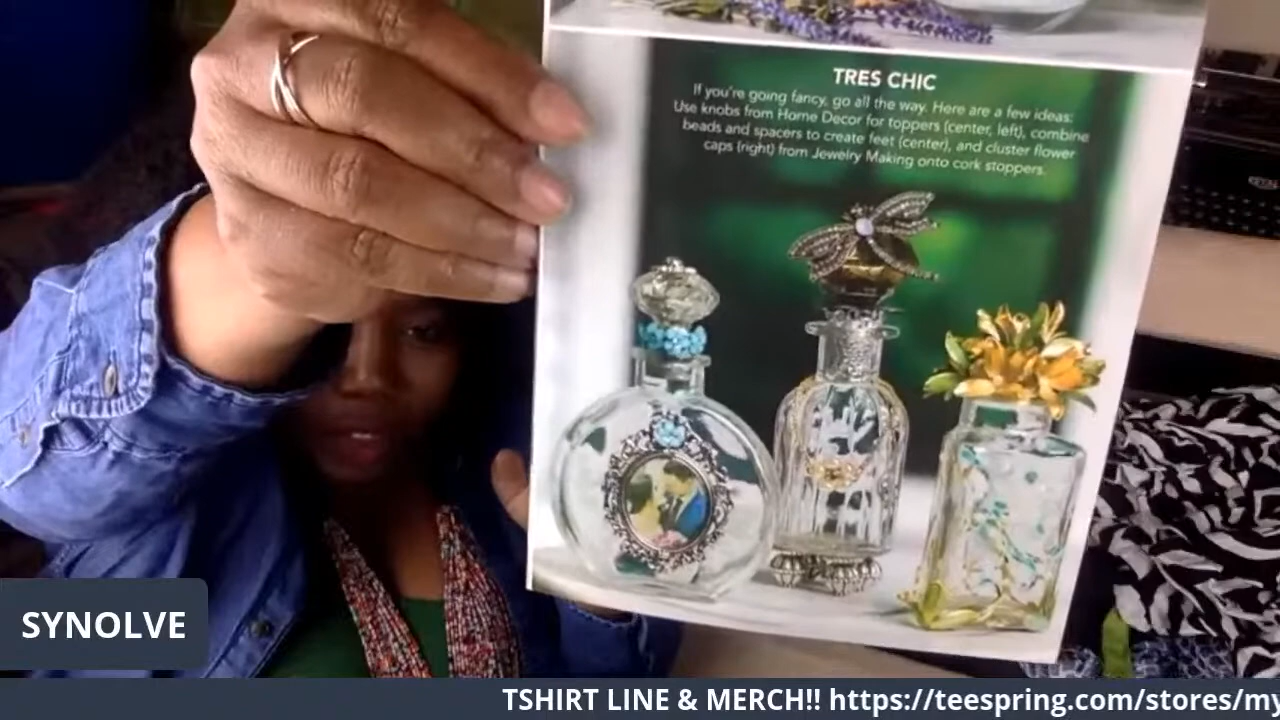 TRES CHIC
If you're going fancy, go all the way. Here are a few ideas:
Use knobs from Home Decor for toppers (center, left), combine
beads and spacers to create feet (center), and cluster flower
caps (right) from Jewelry Making onto cork stoppers.
SYNOLVE
TSHIRT LINE & MERCH!! https://teespring.com/stores/my